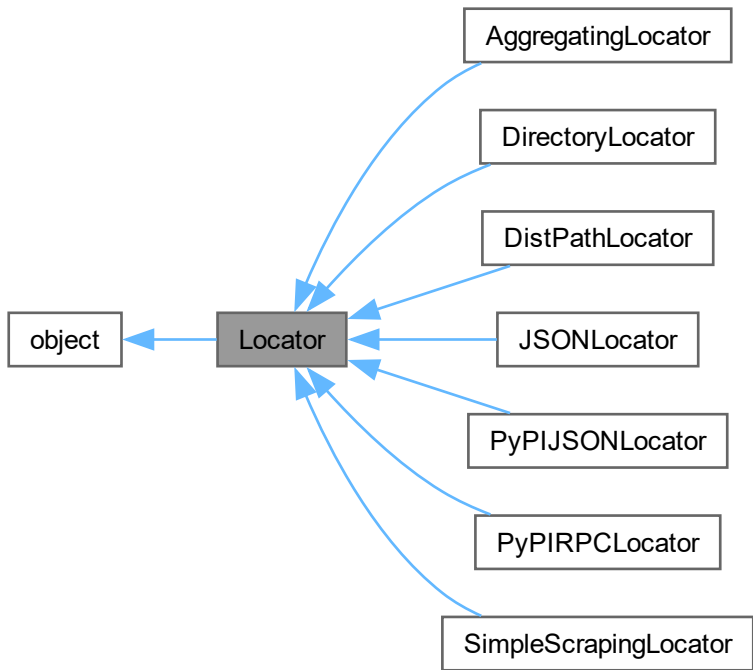 object
Locator
AggregatingLocator
DirectoryLocator
DistPathLocator
JSONLocator
PyPIJSONLocator
PyPIRPCLocator
SimpleScrapingLocator